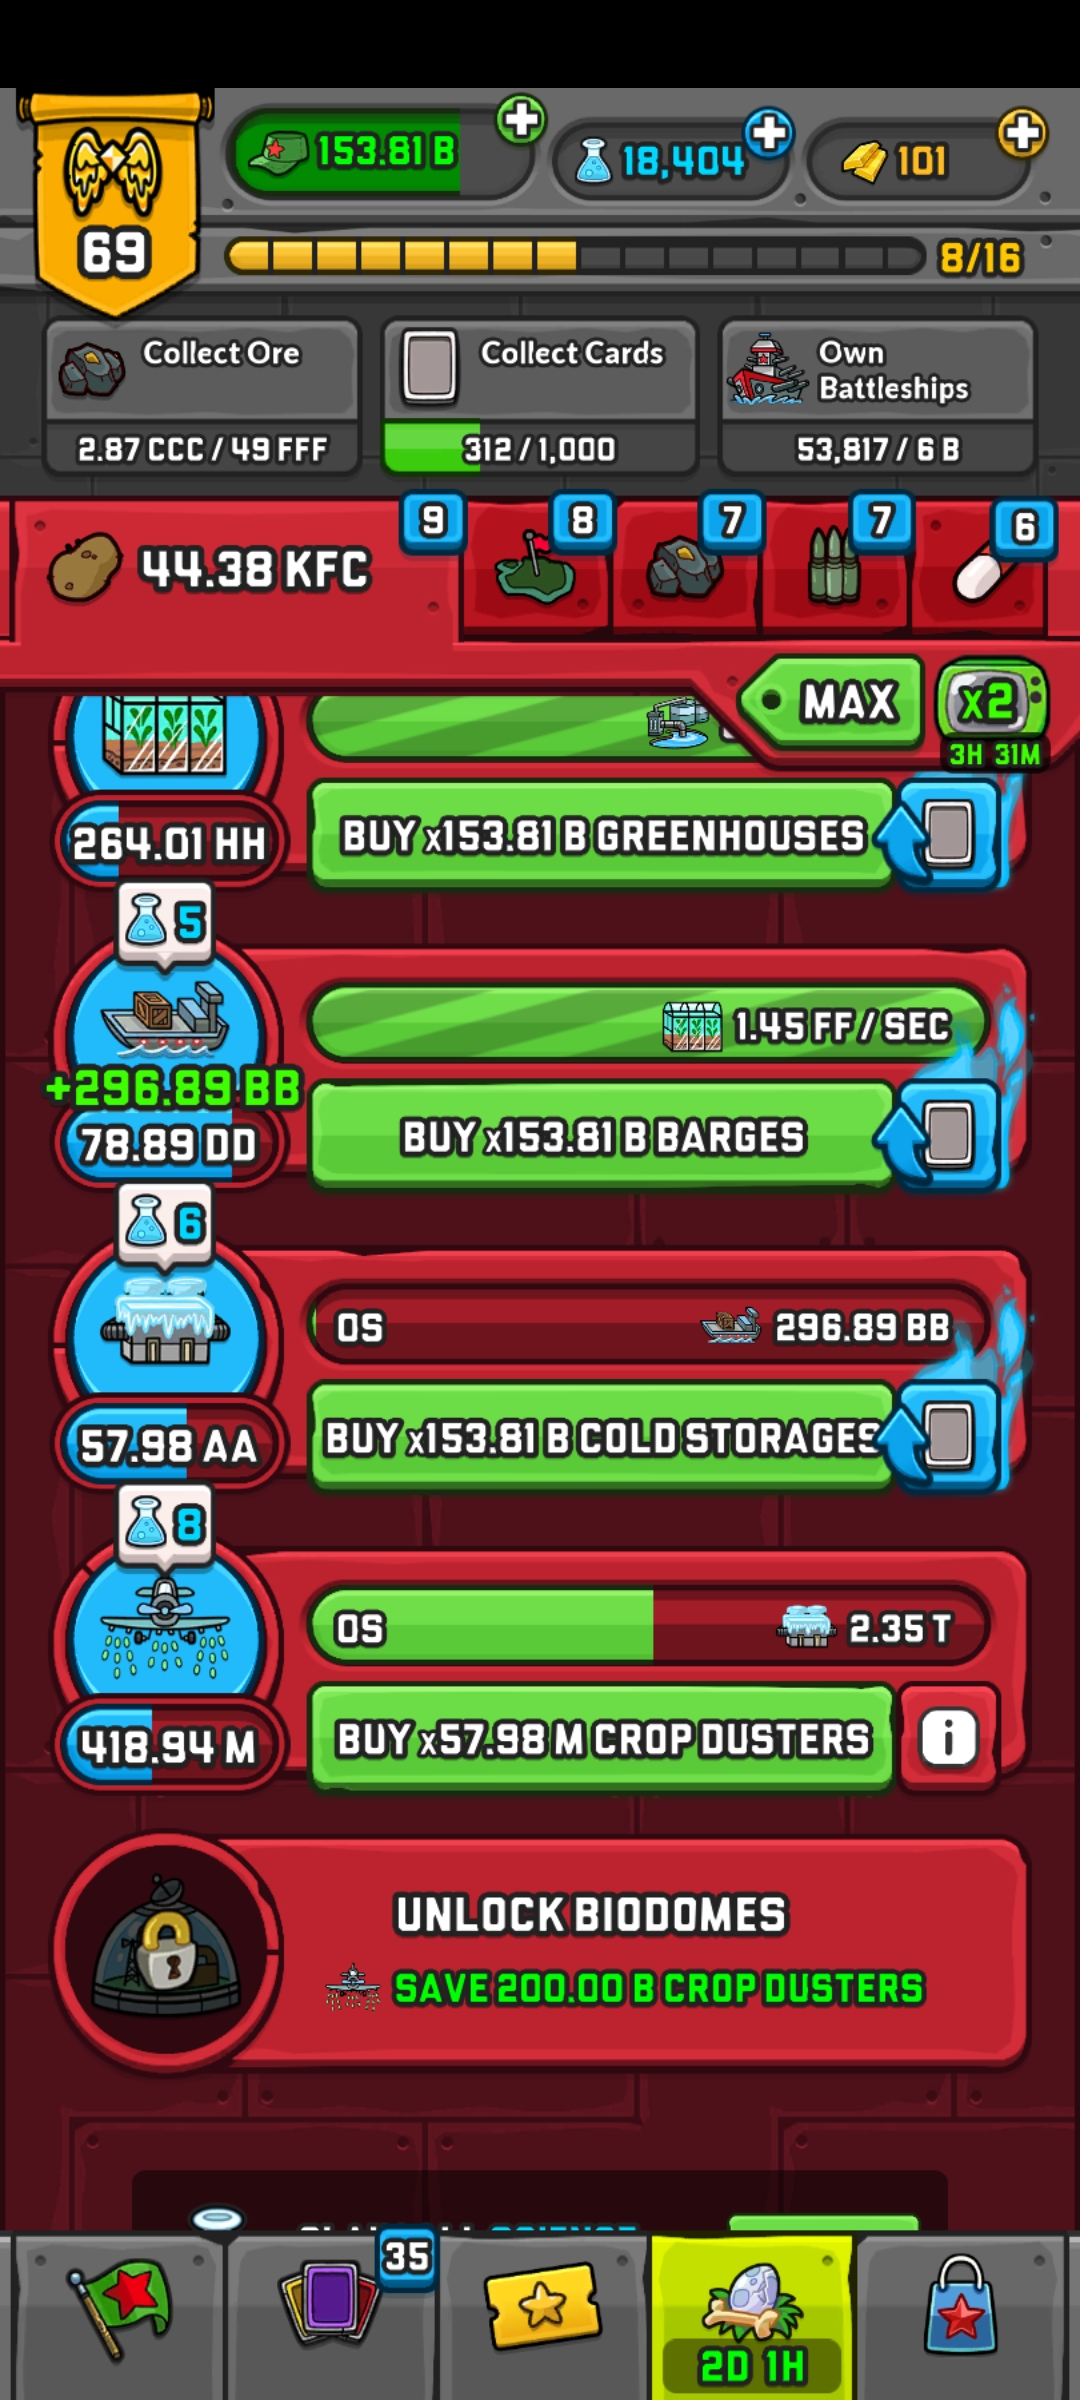 153.81 B
18,404
101
69
8/16
Collect Ore
2.87 CCC / 49 FFF
Collect Cards
312 / 1,000
Own
Battleships
53,817 / 6 B
44.38 KFC
9
8
7
7
6
MAX
x2
3H 31M
264.01 HH
BUY x153.81 B GREENHOUSES
5
1.45 FF / SEC
+296.89 BB
78.89 DD
BUY x153.81 B BARGES
6
0S
296.89 BB
57.98 AA
BUY x153.81 B COLD STORAGES
8
0S
2.35 T
418.94 M
BUY x57.98 M CROP DUSTERS
i
UNLOCK BIODOMES
SAVE 200.00 B CROP DUSTERS
35
2D 1H